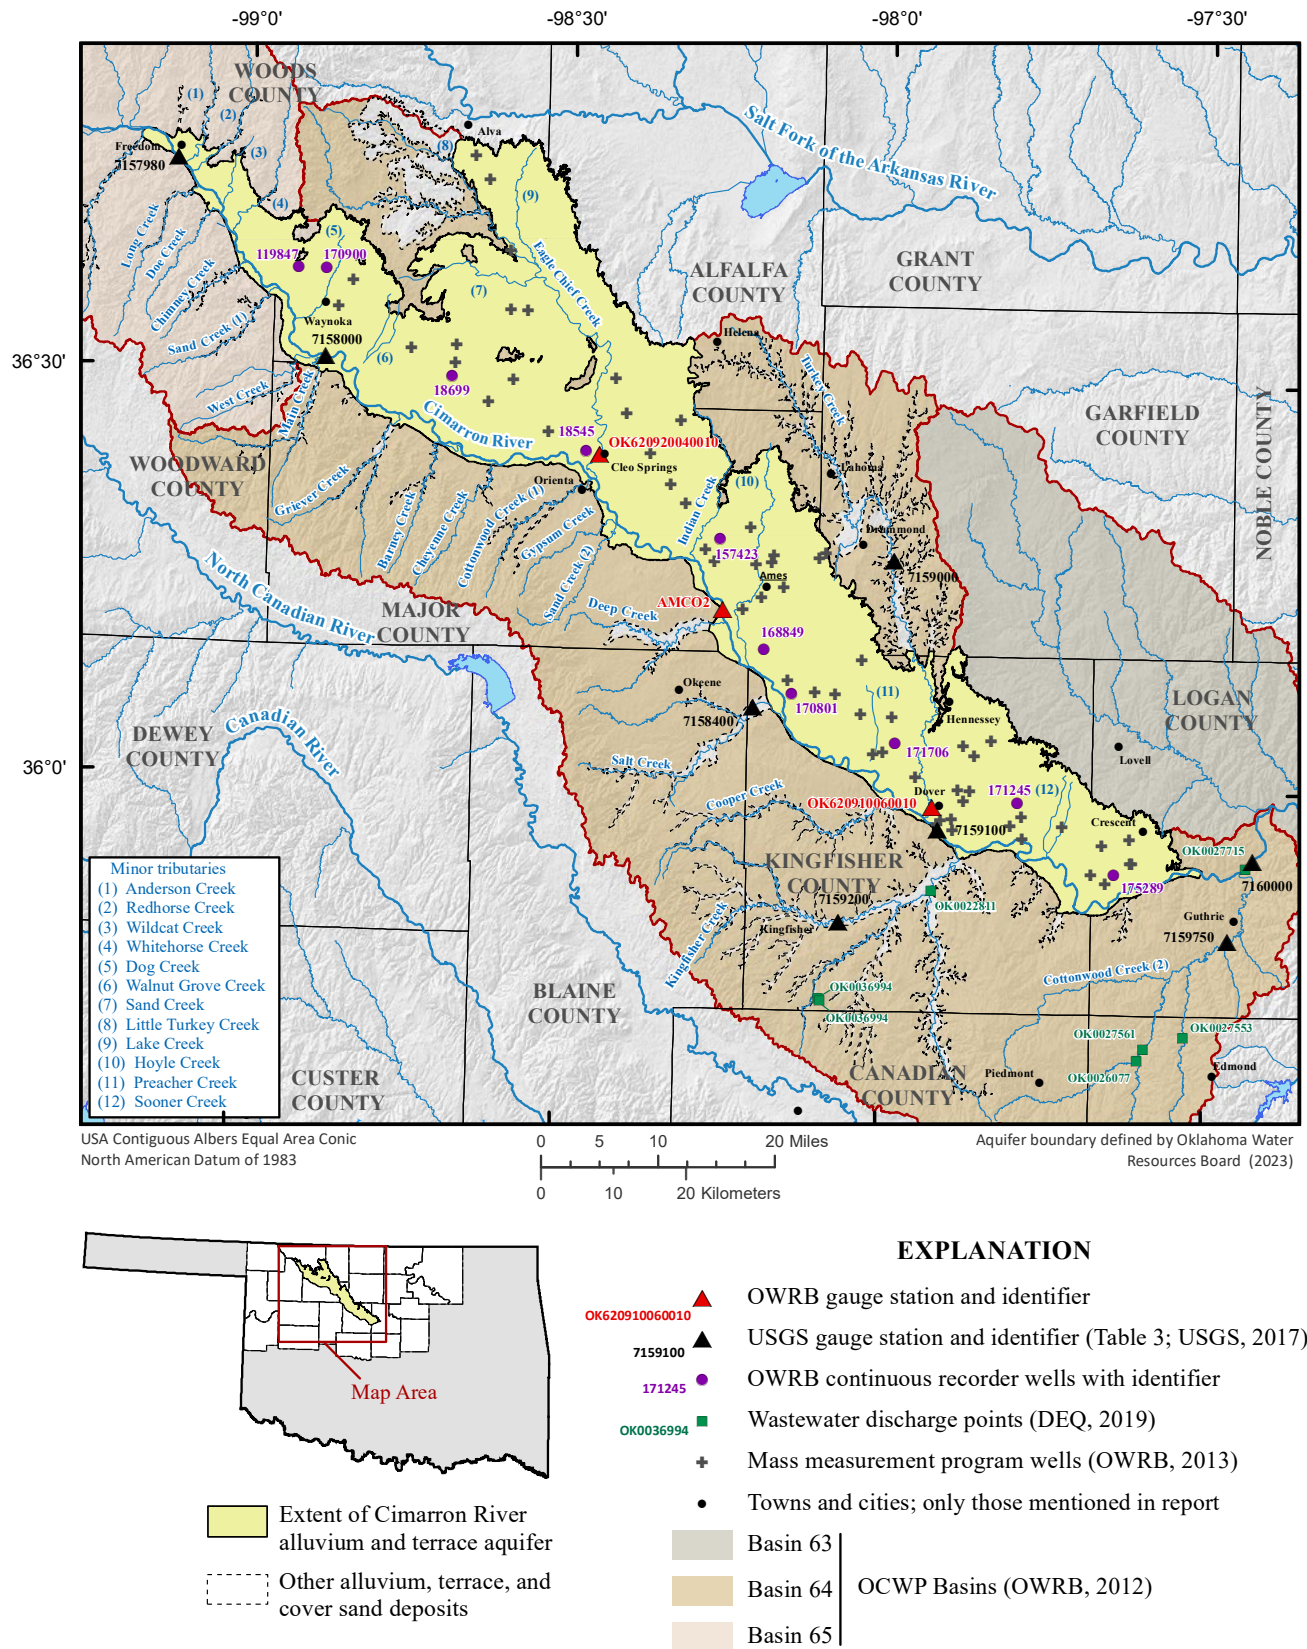 -99°0'
-98°30'
-98°0'
-97°30'
36°30'
36°0'
WOODS
COUNTY
(1)
(2)
(3)
(4)
(5)
(6)
(7)
(8)
(9)
(10)
(11)
(12)
Alva
Freedom
7157980
Salt Fork of the Arkansas River
Long Creek
Doe Creek
Chimney Creek
Sand Creek (1)
West Creek
Main Creek
119847
170900
Waynoka
7158000
Eagle Chief Creek
ALFALFA
COUNTY
GRANT
COUNTY
Helena
Turkey Creek
GARFIELD
COUNTY
NOBLE COUNTY
18699
Cimarron River
18545
OK620920040010
Cleo Springs
Orienta
WOODWARD
COUNTY
Griever Creek
Barney Creek
Cheyenne Creek
Cottonwood Creek (1)
Gypsum Creek
Sand Creek (2)
Indian Creek
Lahoma
Drummond
7159000
157423
Ames
AMCO2
Deep Creek
North Canadian River
MAJOR
COUNTY
168849
Okeene
7158400
170801
LOGAN
COUNTY
Hennessey
Lovell
171706
DEWEY
COUNTY
Canadian River
Salt Creek
Cooper Creek
OK620910060010
Dover
7159100
171245
Crescent
175289
OK0027715
7160000
KINGFISHER
COUNTY
7159200
Kingfisher
Kingfisher Creek
OK0022811
Guthrie
7159750
Cottonwood Creek (2)
OK0036994
OK0036994
BLAINE
COUNTY
OK0027561
OK0027553
OK0026077
Piedmont
Edmond
CANADIAN
COUNTY
CUSTER
COUNTY
Minor tributaries
(1) Anderson Creek
(2) Redhorse Creek
(3) Wildcat Creek
(4) Whitehorse Creek
(5) Dog Creek
(6) Walnut Grove Creek
(7) Sand Creek
(8) Little Turkey Creek
(9) Lake Creek
(10) Hoyle Creek
(11) Preacher Creek
(12) Sooner Creek
USA Contiguous Albers Equal Area Conic
North American Datum of 1983
0 5 10 20 Miles
0 10 20 Kilometers
Aquifer boundary defined by Oklahoma Water
Resources Board (2023)
Map Area
EXPLANATION
OK620910060010 OWRB gauge station and identifier
7159100 USGS gauge station and identifier (Table 3; USGS, 2017)
171245 OWRB continuous recorder wells with identifier
OK0036994 Wastewater discharge points (DEQ, 2019)
Mass measurement program wells (OWRB, 2013)
Towns and cities; only those mentioned in report
Basin 63
Basin 64
Basin 65
OCWP Basins (OWRB, 2012)
Extent of Cimarron River
alluvium and terrace aquifer
Other alluvium, terrace, and
cover sand deposits